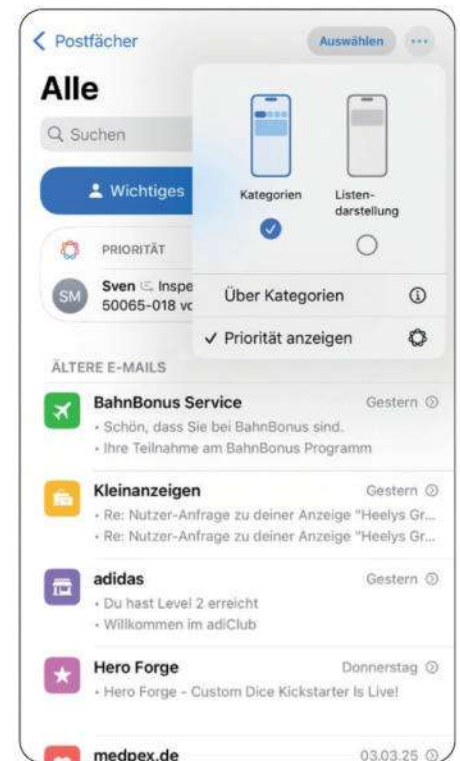 Postfächer
Auswählen
Alle
Suchen
Wichtiges
Kategorien
Listen-
darstellung
Über Kategorien
Priorität anzeigen
PRIORITÄT
SM
Sven Inspe
50065-018 vo
ÄLTERE E-MAILS
BahnBonus Service Gestern
• Schön, dass Sie bei BahnBonus sind.
• Ihre Teilnahme am BahnBonus Programm
Kleinanzeigen Gestern
• Re: Nutzer-Anfrage zu deiner Anzeige "Heelys Gr...
• Re: Nutzer-Anfrage zu deiner Anzeige "Heelys Gr...
adidas Gestern
• Du hast Level 2 erreicht
• Willkommen im adiClub
Hero Forge Donnerstag
• Hero Forge - Custom Dice Kickstarter Is Live!
medpex.de 03.03.25